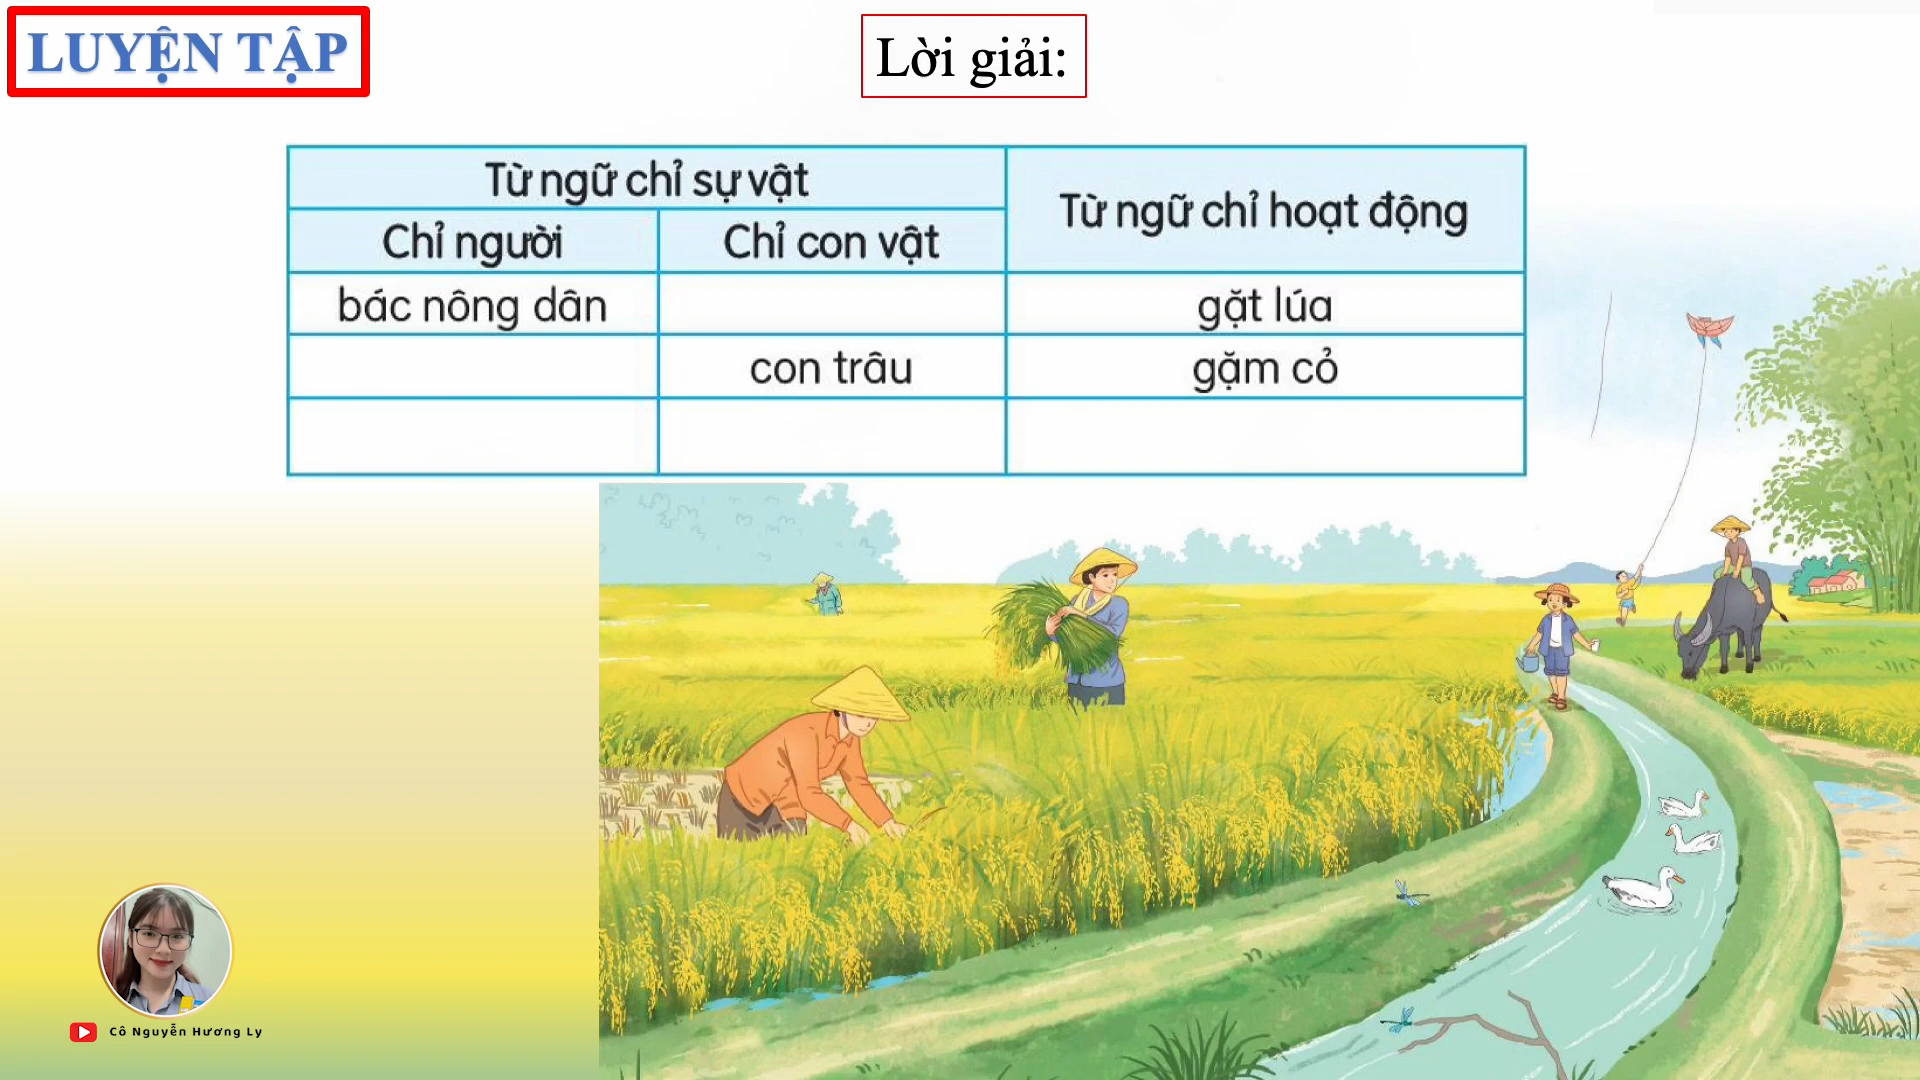 LUYỆN TẬP
Lời giải:
Từ ngữ chỉ sự vật
Từ ngữ chỉ hoạt động
Chỉ người
Chỉ con vật
bác nông dân
gặt lúa
con trâu
gặm cỏ
Cô Nguyễn Hương Ly